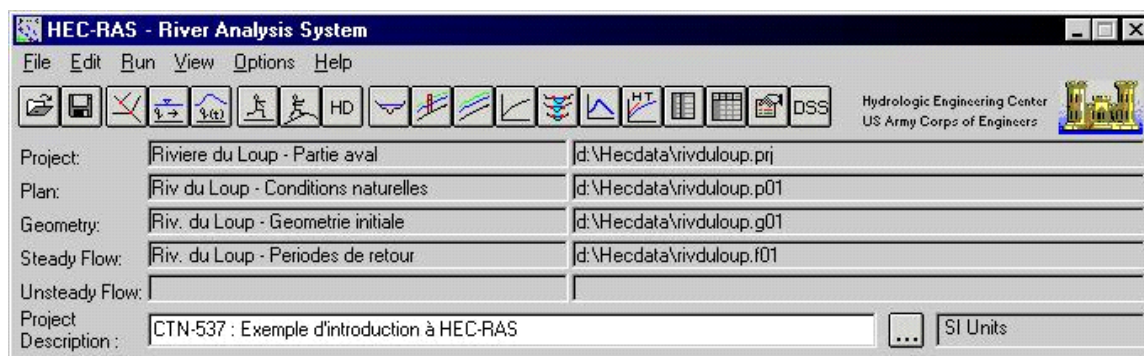 HEC-RAS - River Analysis System
File Edit Run View Options Help
HD HT DSS
Hydrologic Engineering Center
US Army Corps of Engineers
Project: Riviere du Loup - Partie aval d:\Hecdata\rivduloup.prj
Plan: Riv du Loup - Conditions naturelles d:\Hecdata\rivduloup.p01
Geometry: Riv. du Loup - Geometrie initiale d:\Hecdata\rivduloup.g01
Steady Flow: Riv. du Loup - Periodes de retour d:\Hecdata\rivduloup.f01
Unsteady Flow:
Project
Description : CTN-537 : Exemple d'introduction à HEC-RAS ... SI Units